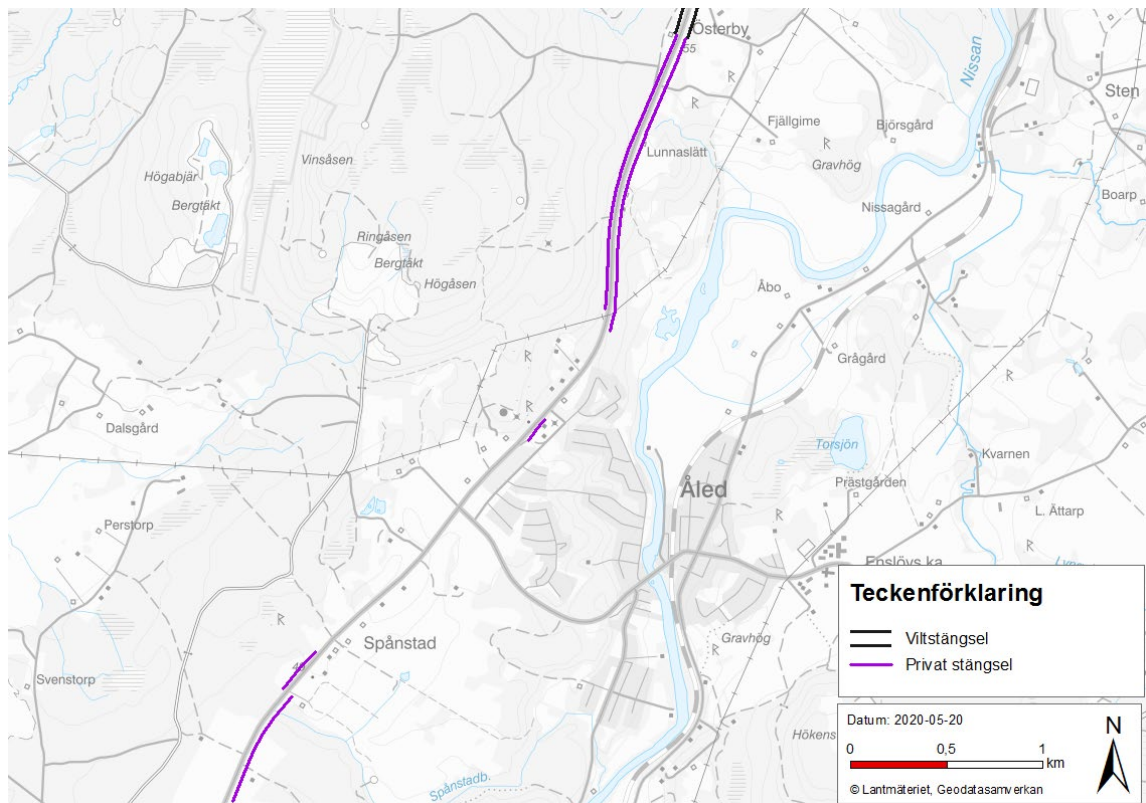 Österby
55
Nissan
Sten
Fjällgime
Björsgård
Vinsåsen
Högabjär
Lunnaslätt
Gravhög
Bergtäkt
Boarp
Nissagård
Ringåsen
Bergtäkt
Högåsen
Åbo
R
R
R
R
R
R
R
Grågård
Dalsgård
Torsjön
Kvarnen
Prästgården
Åled
L. Ättarp
Perstorp
Enslövs ka
Teckenförklaring
Viltstängsel
Privat stängsel
Spånstad
Gravhög
Svenstorp
Datum: 2020-05-20
N
0 0,5 1
km
© Lantmäteriet, Geodatasamverkan
Hökens
Spånstadb.